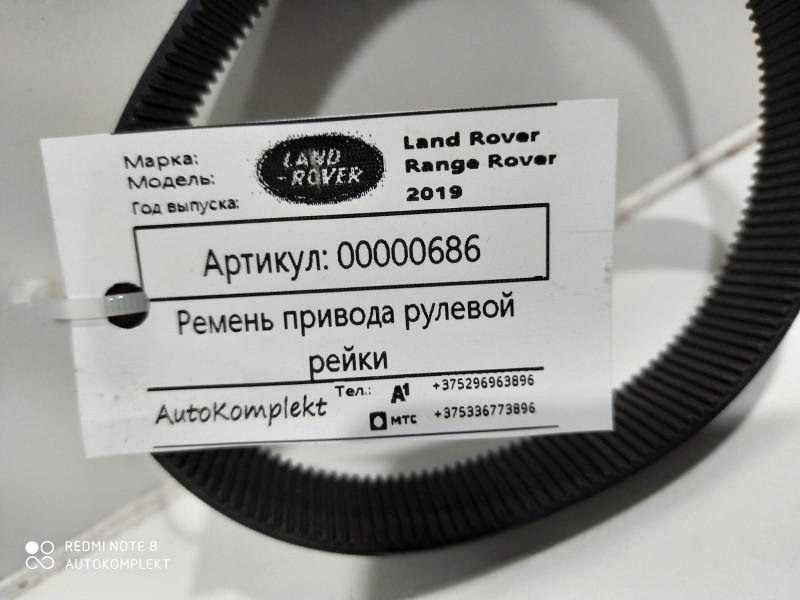 Марка:
Модель:
Год выпуска:
LAND
-ROVER
Land Rover
Range Rover
2019
Артикул: 00000686
Ремень привода рулевой
рейки
AutoKomplekt
Тел.: А1 +375296963896
МТС +375336773896
REDMI NOTE 8
AUTOKOMPLEKT